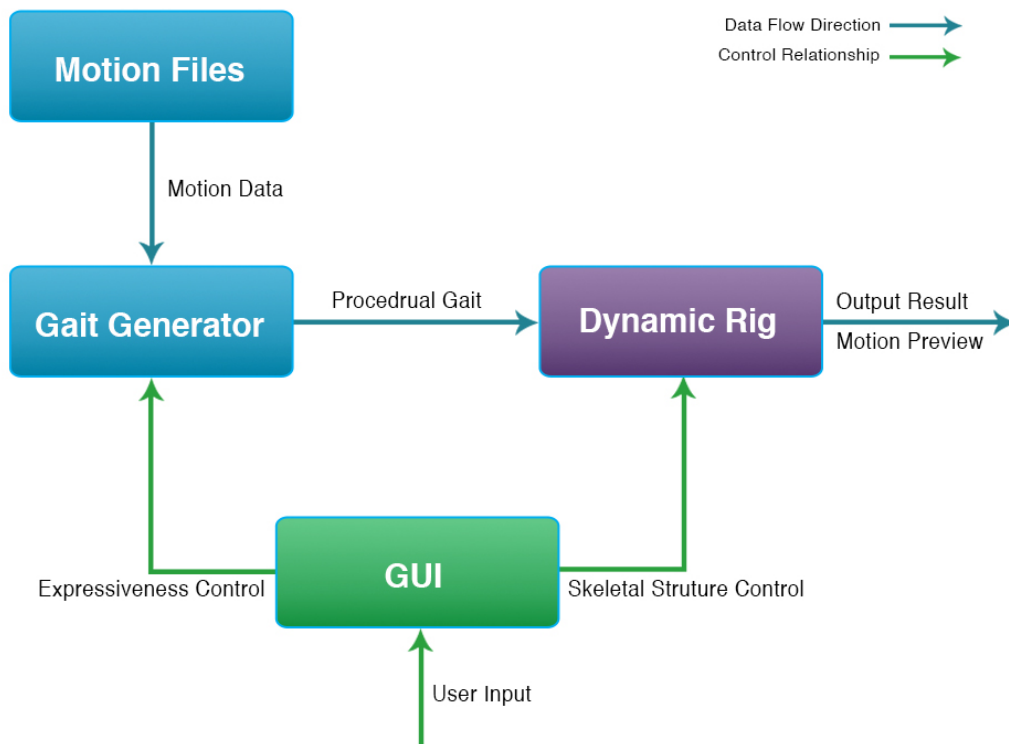 Data Flow Direction
Control Relationship
Motion Files
Motion Data
Gait Generator
Procedrual Gait
Dynamic Rig
Output Result
Motion Preview
Expressiveness Control
GUI
Skeletal Struture Control
User Input